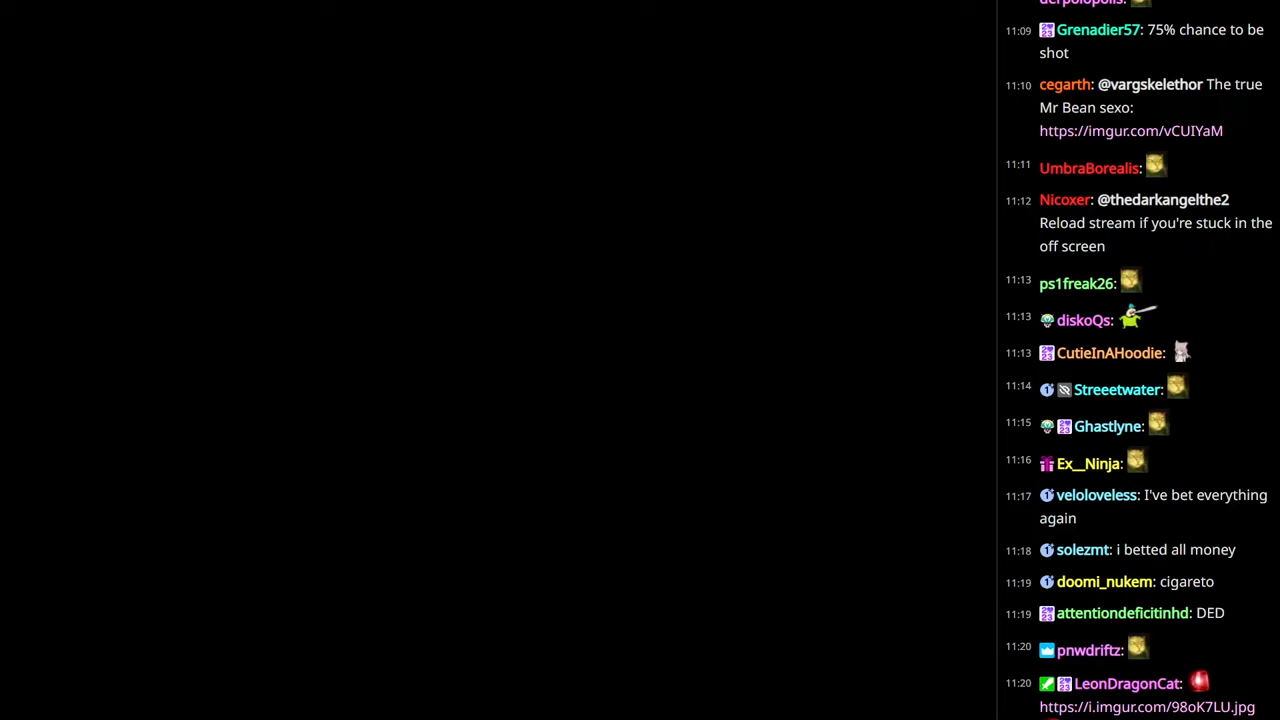 derpolopolis:
11:09 Grenadier57: 75% chance to be
shot
11:10 cegarth: @vargskelethor The true
Mr Bean sexo:
https://imgur.com/vCUIYaM
11:11 UmbraBorealis:
11:12 Nicoxer: @thedarkangelthe2
Reload stream if you're stuck in the
off screen
11:13 ps1freak26:
11:13 diskoQs:
11:13 CutieInAHoodie:
11:14 Streeetwater:
11:15 Ghastlyne:
11:16 Ex__Ninja:
11:17 veloloveless: I've bet everything
again
11:18 solezmt: i betted all money
11:19 doomi_nukem: cigareto
11:19 attentiondeficitinhd: DED
11:20 pnwdriftz:
11:20 LeonDragonCat:
https://i.imgur.com/98oK7LU.jpg